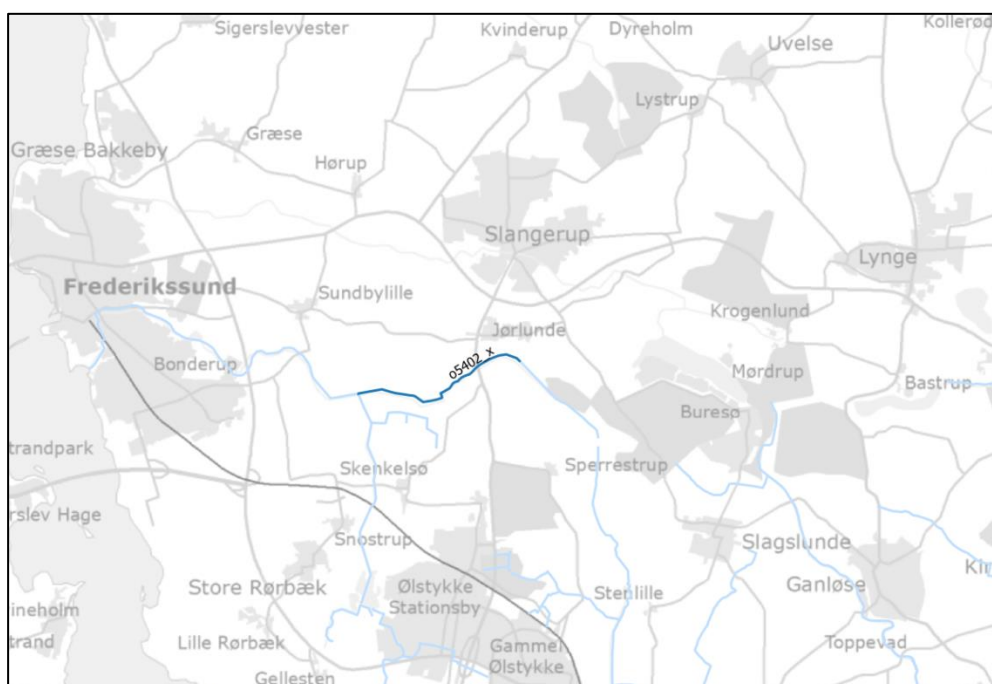 Sigerslevvester
Kvinderup
Dyreholm
Kollerød
Uvelse
Lystrup
Græse
Græse Bakkeby
Hørup
Slangerup
Lynge
Frederikssund
Sundbylille
Krogenlund
Jørlunde
Bonderup
o5402_x
Mørdrup
Bastrup
Buresø
trandpark
Skenkelsø
Sperrestrup
rslev Hage
Snostrup
Slagslunde
Kir
Store Rørbæk
Ølstykke
Stationsby
Stenlille
Ganløse
ineholm
trand
Lille Rørbæk
Gammel
Ølstykke
Toppevad
Gellesten